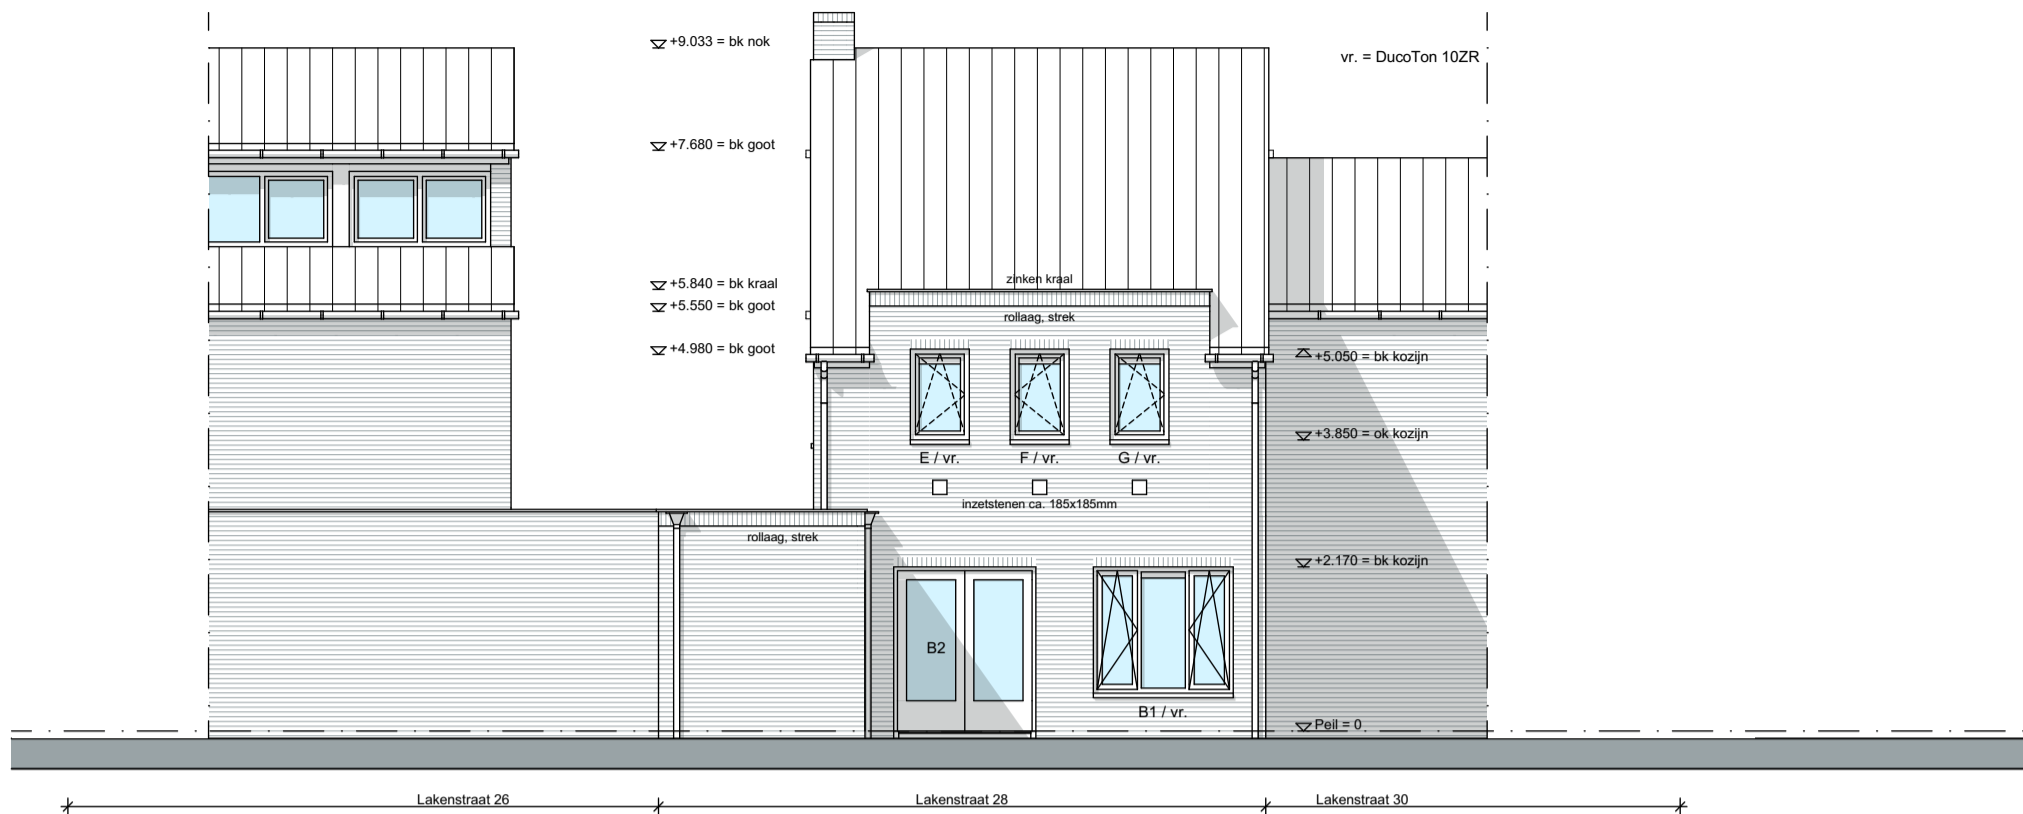 +9.033 = bk nok
vr. = DucoTon 10ZR
+7.680 = bk goot
+5.840 = bk kraal
zinken kraal
+5.550 = bk goot
rollaag, strek
+4.980 = bk goot
+5.050 = bk kozijn
+3.850 = ok kozijn
E / vr.
F / vr.
G / vr.
inzetstenen ca. 185x185mm
rollaag, strek
+2.170 = bk kozijn
B2
B1 / vr.
Peil = 0
Lakenstraat 26
Lakenstraat 28
Lakenstraat 30